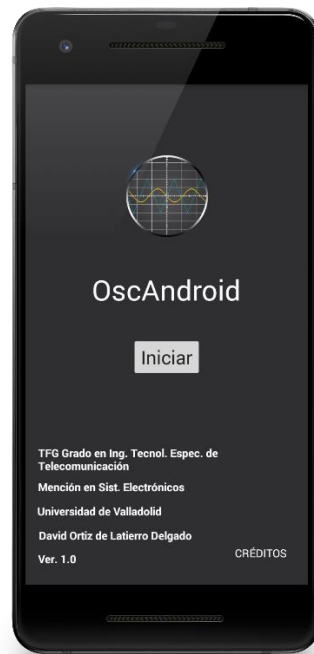 OscAndroid
Iniciar
TFG Grado en Ing. Tecnol. Espec. de
Telecomunicación
Mención en Sist. Electrónicos
Universidad de Valladolid
David Ortiz de Latierro Delgado
Ver. 1.0
CRÉDITOS